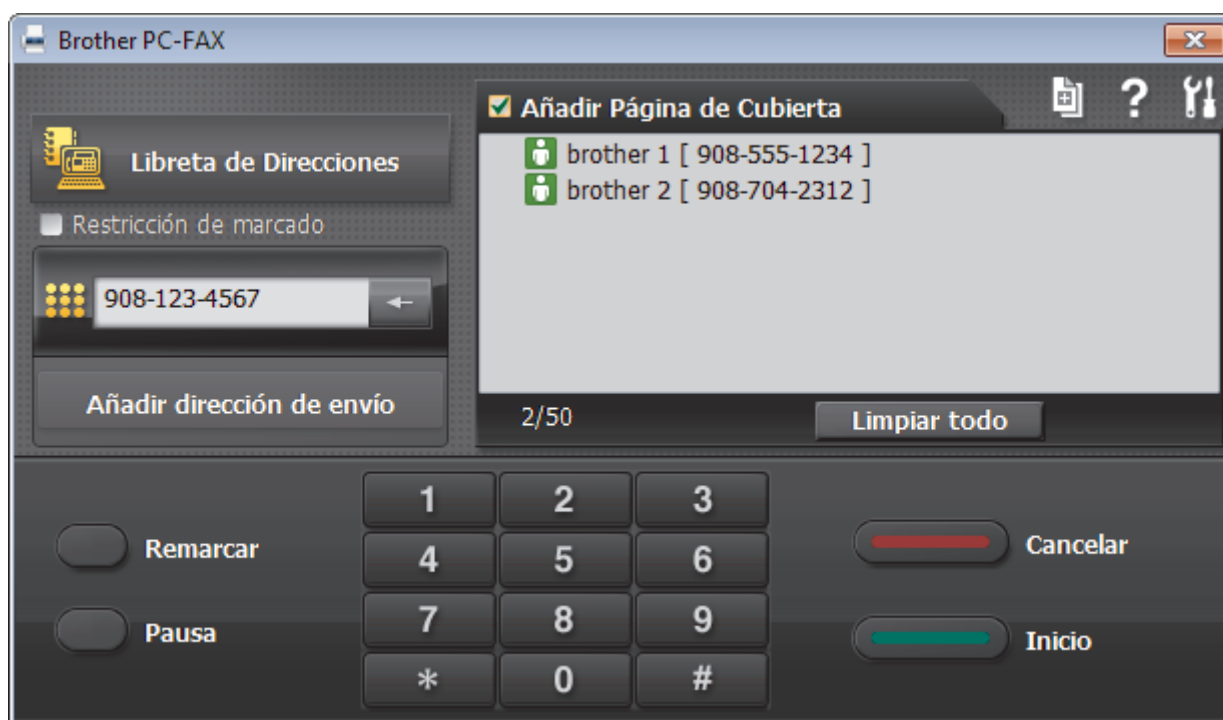 Brother PC-FAX
Libreta de Direcciones
Restricción de marcado
908-123-4567
Añadir dirección de envío
Añadir Página de Cubierta
?
brother 1 [ 908-555-1234 ]
brother 2 [ 908-704-2312 ]
2/50
Limpiar todo
Remarcar
Pausa
1 2 3
4 5 6
7 8 9
* 0 #
Cancelar
Inicio